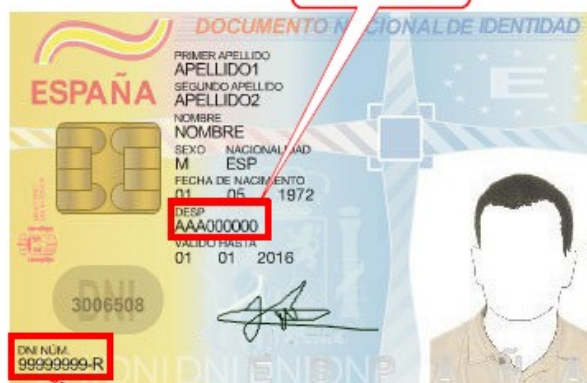 DOCUMENTO NACIONAL DE IDENTIDAD
ESPAÑA
PRIMER APELLIDO
APELLIDO1
SEGUNDO APELLIDO
APELLIDO2
NOMBRE
NOMBRE
SEXO NACIONALIDAD
M ESP
FECHA DE NACIMIENTO
01 05 1972
DESP
AAA000000
VALIDO HASTA
01 01 2016
DNI
3006508
DNI NÚM.
99999999-R